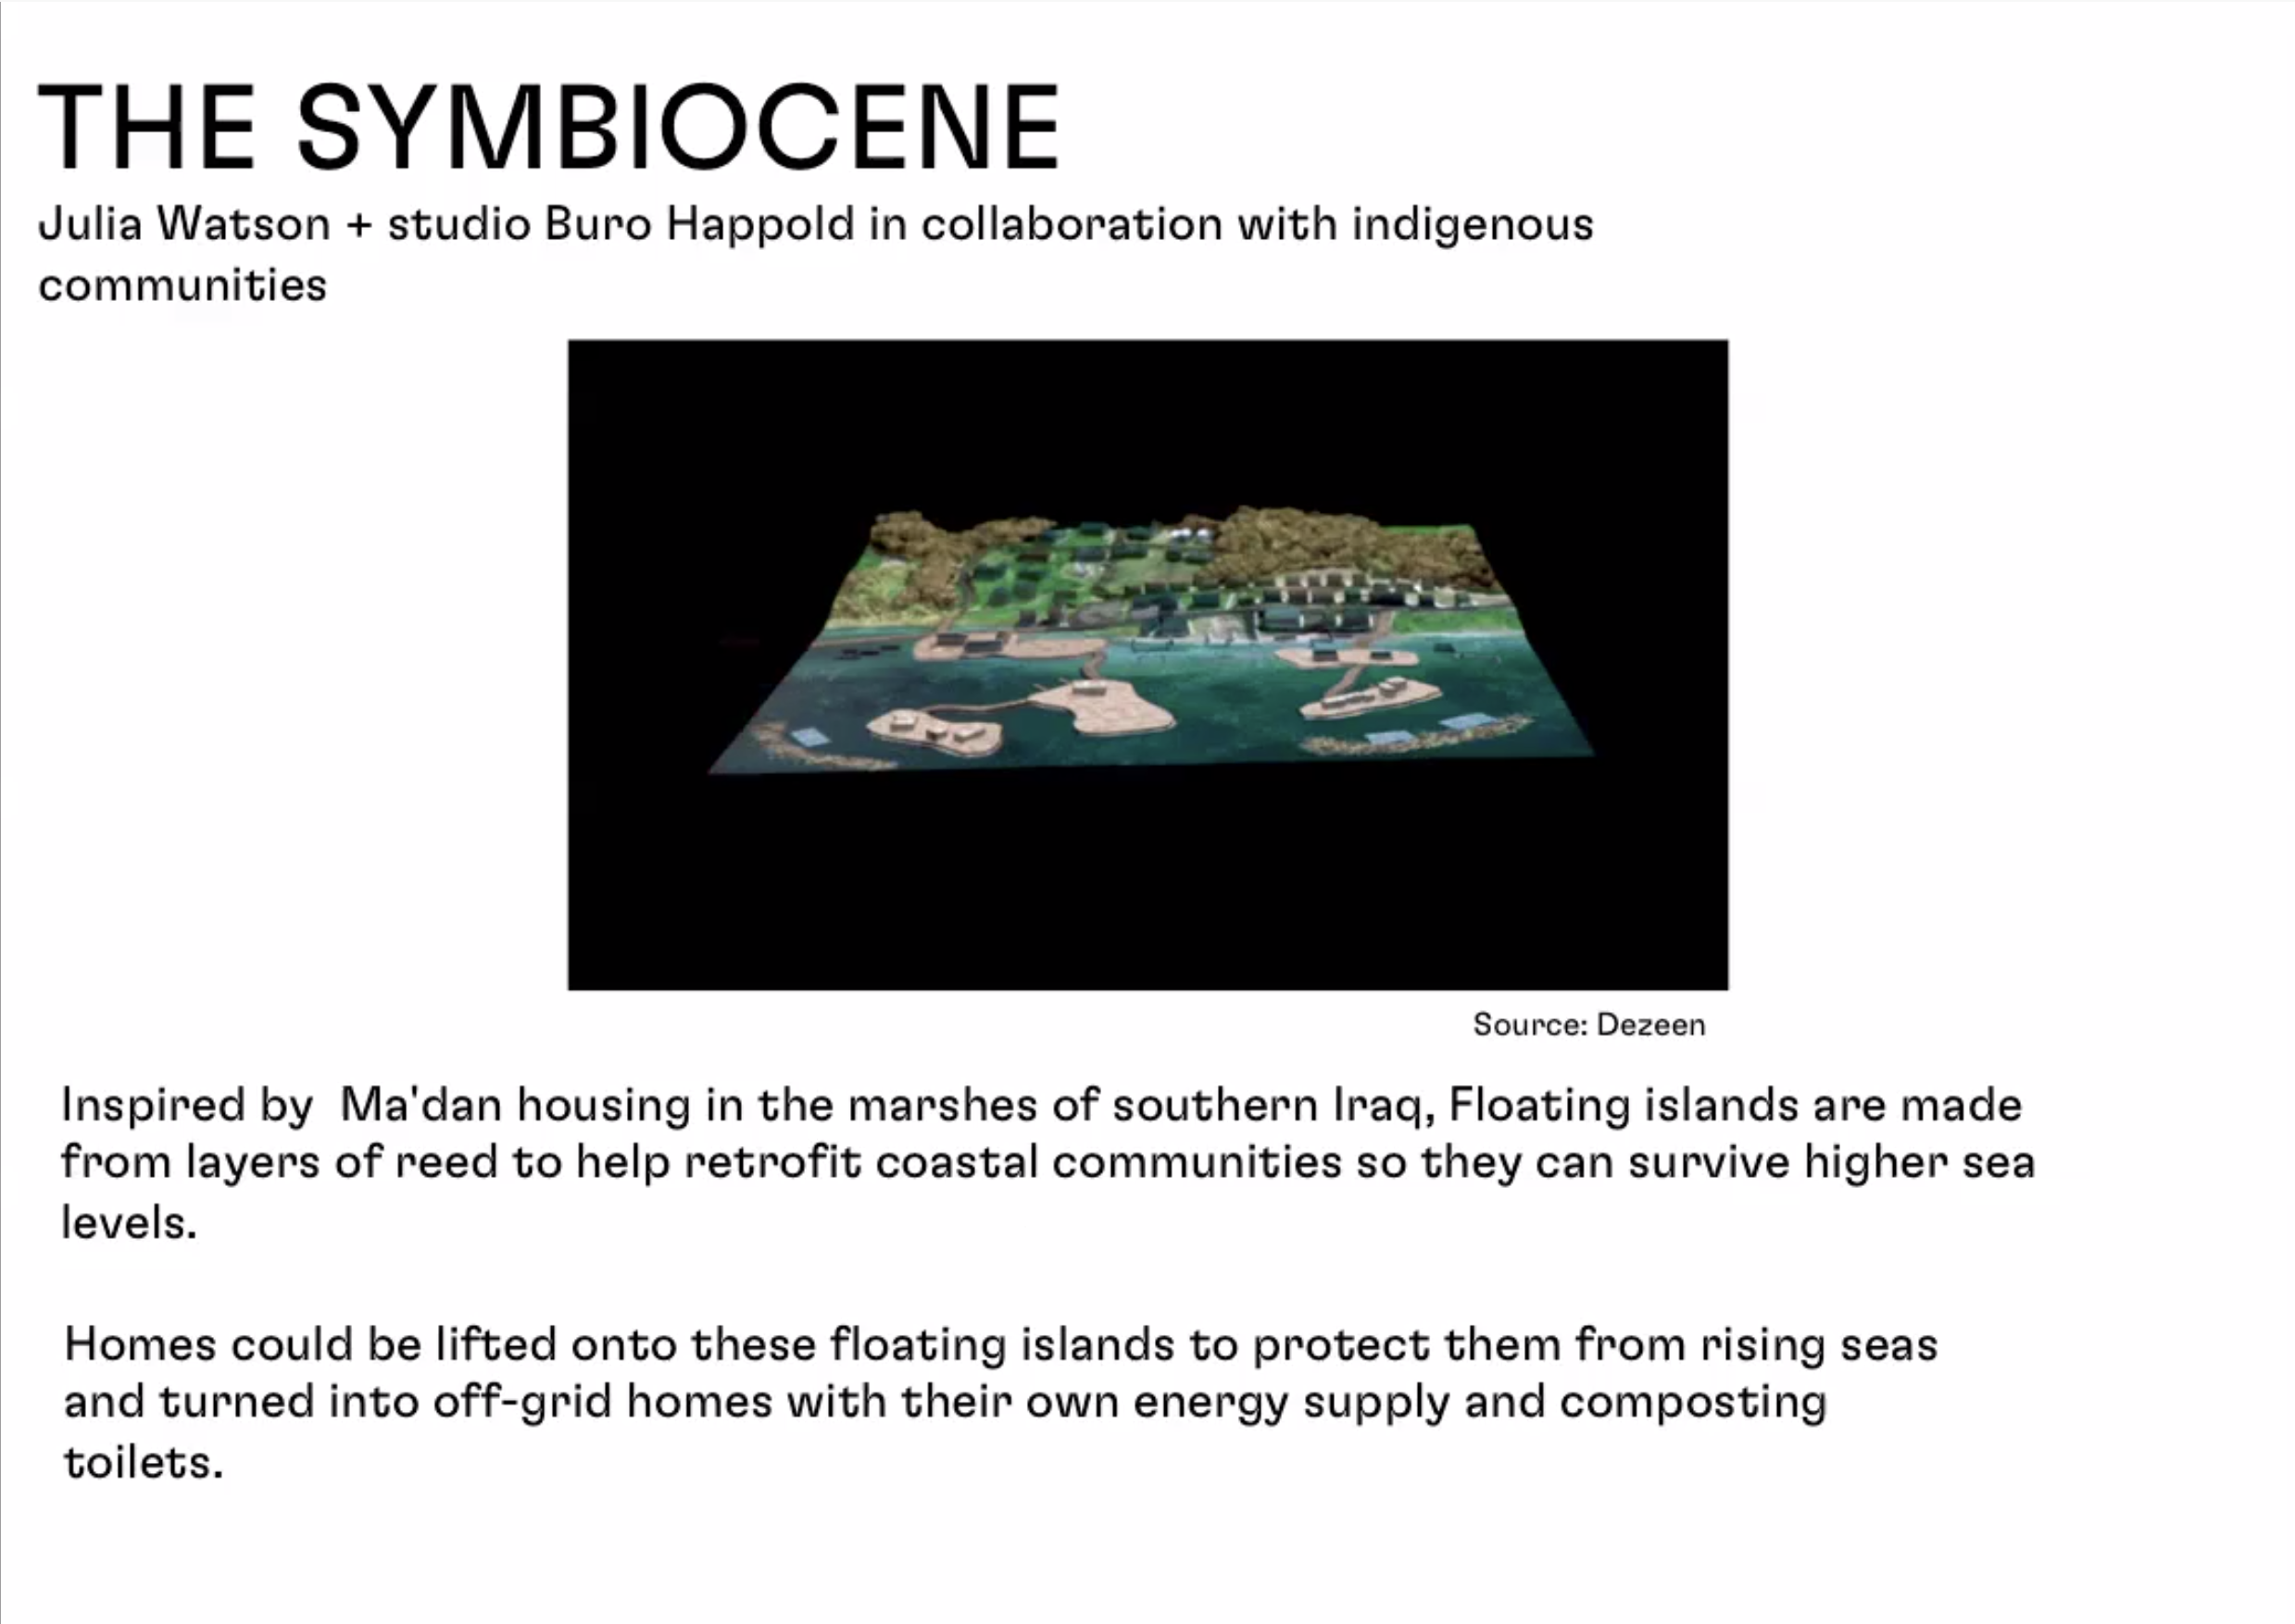 THE SYMBIOCENE
Julia Watson + studio Buro Happold in collaboration with indigenous
communities
Source: Dezeen
Inspired by  Ma'dan housing in the marshes of southern Iraq, Floating islands are made
from layers of reed to help retrofit coastal communities so they can survive higher sea
levels.
Homes could be lifted onto these floating islands to protect them from rising seas
and turned into off-grid homes with their own energy supply and composting
toilets.